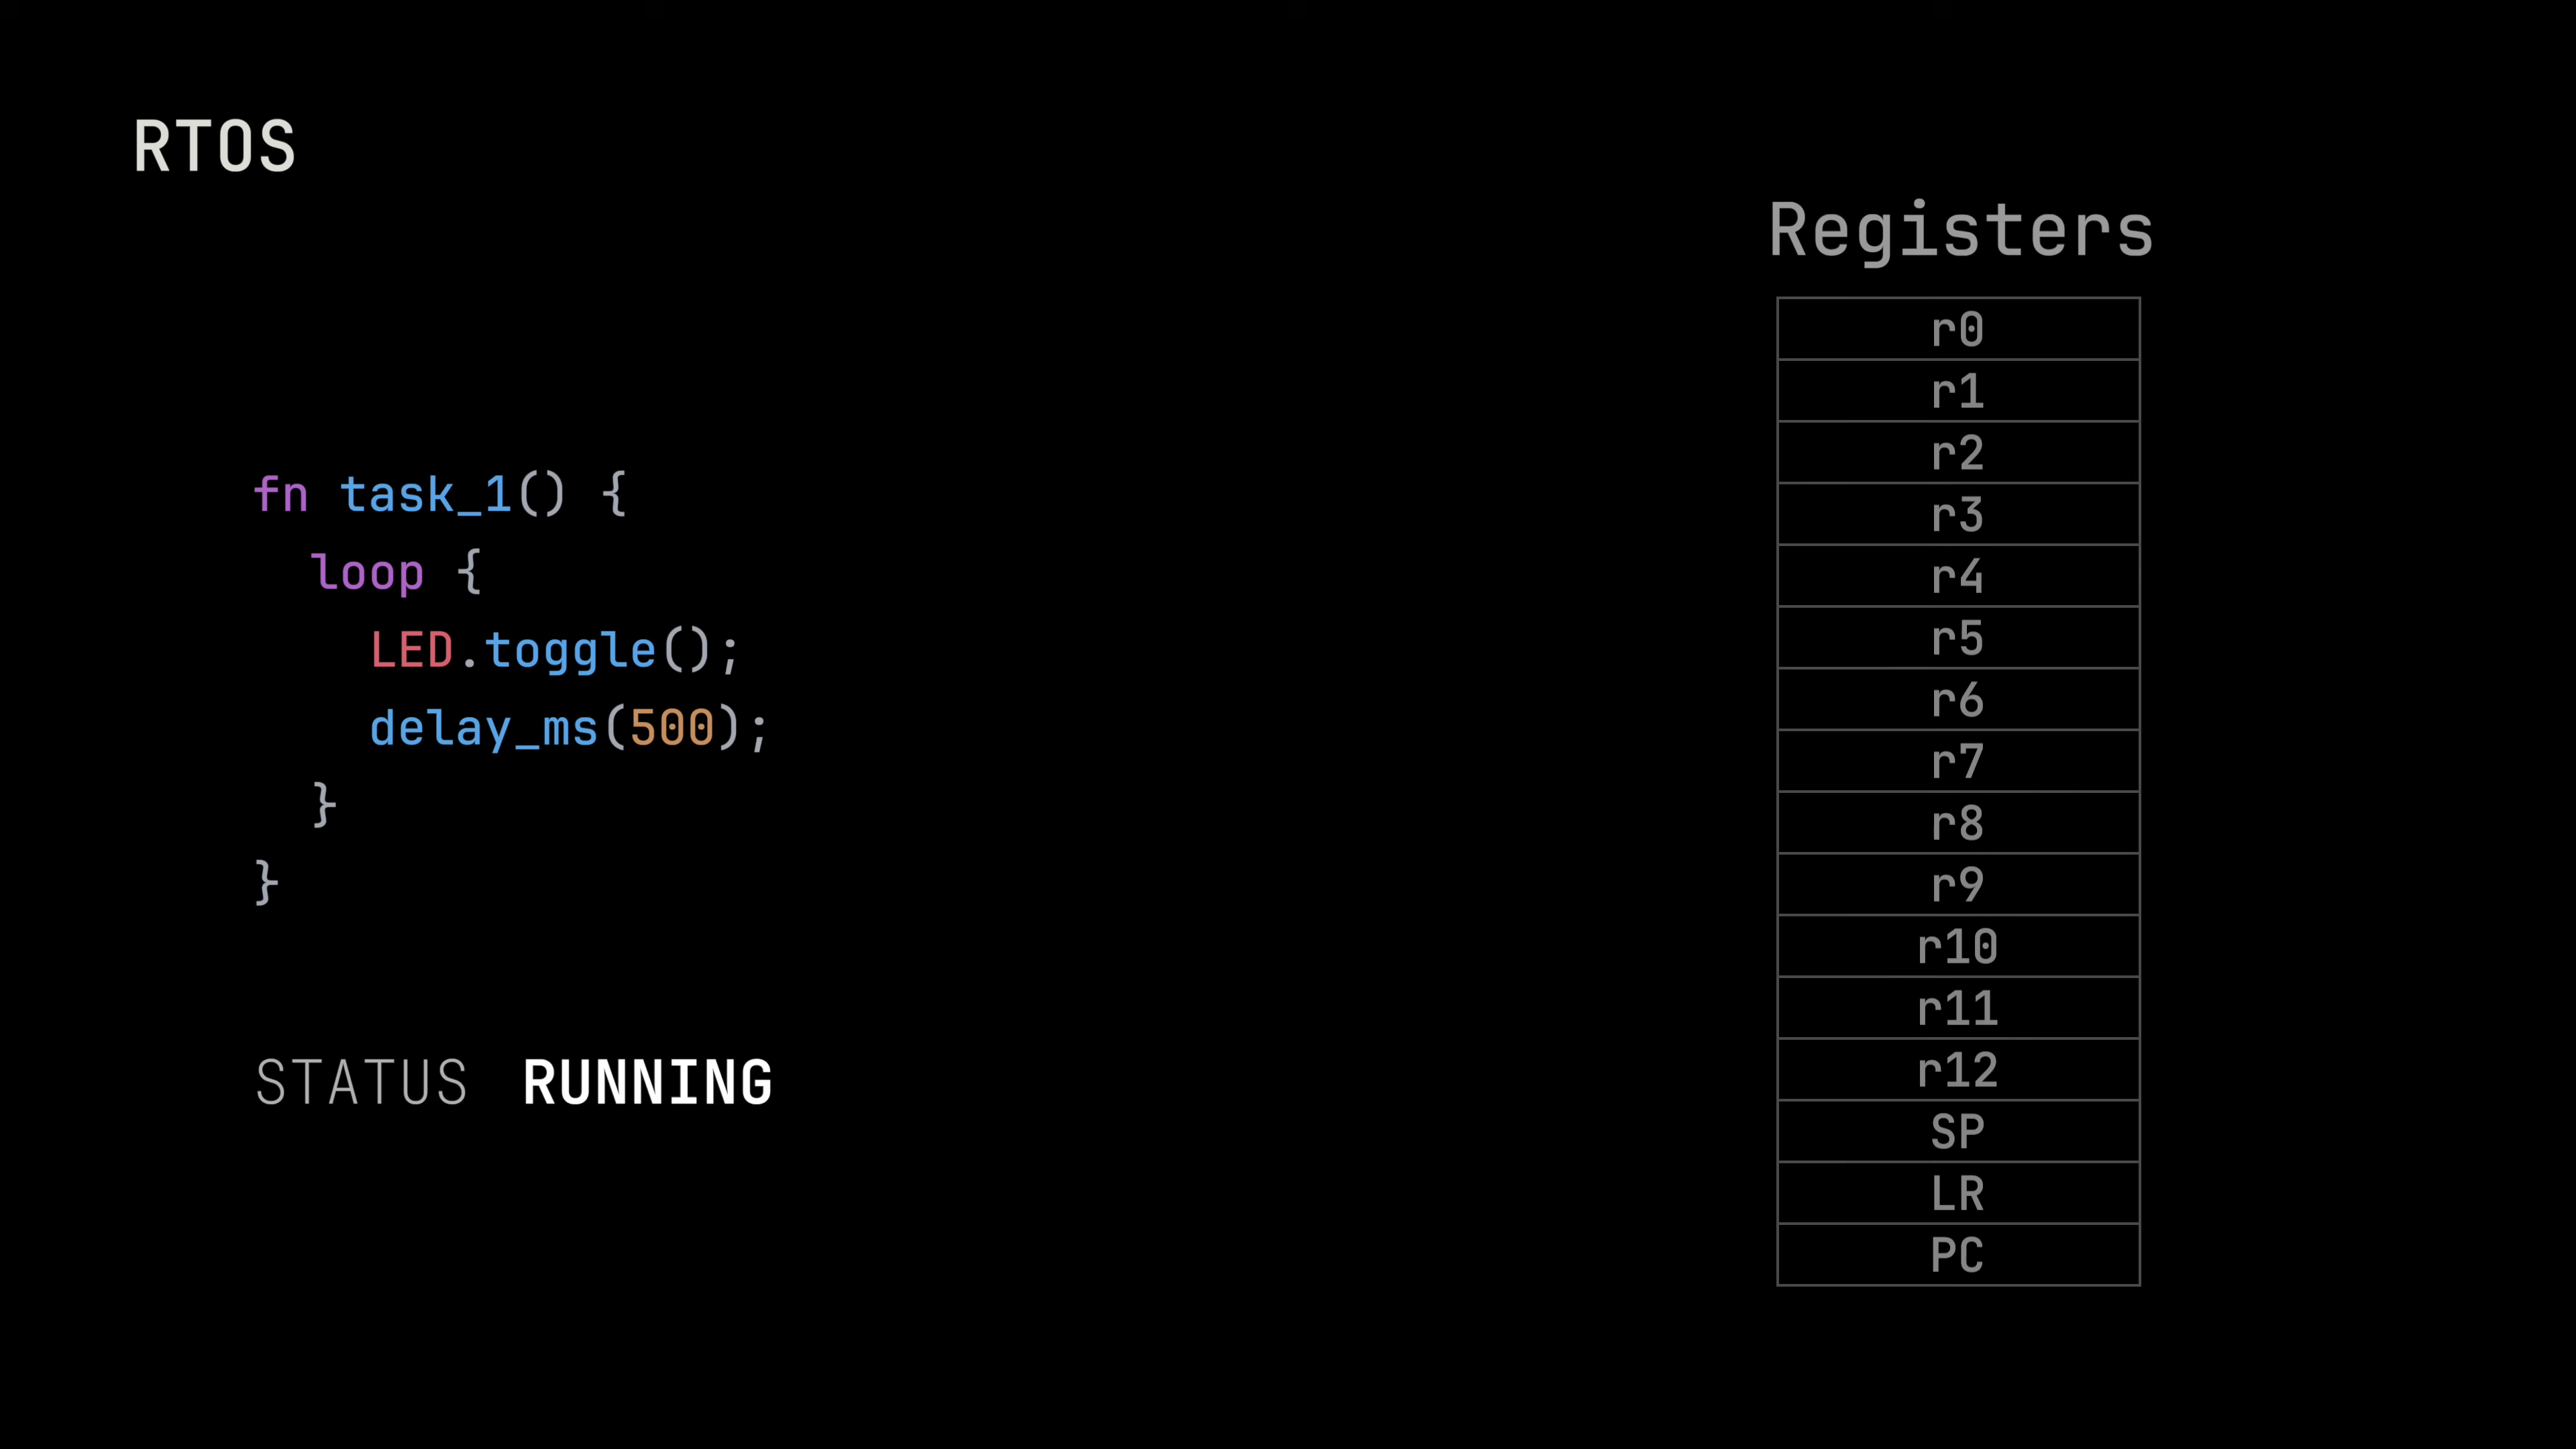 RTOS
fn task_1() {
  loop {
    LED.toggle();
    delay_ms(500);
  }
}
STATUS RUNNING
Registers
r0
r1
r2
r3
r4
r5
r6
r7
r8
r9
r10
r11
r12
SP
LR
PC